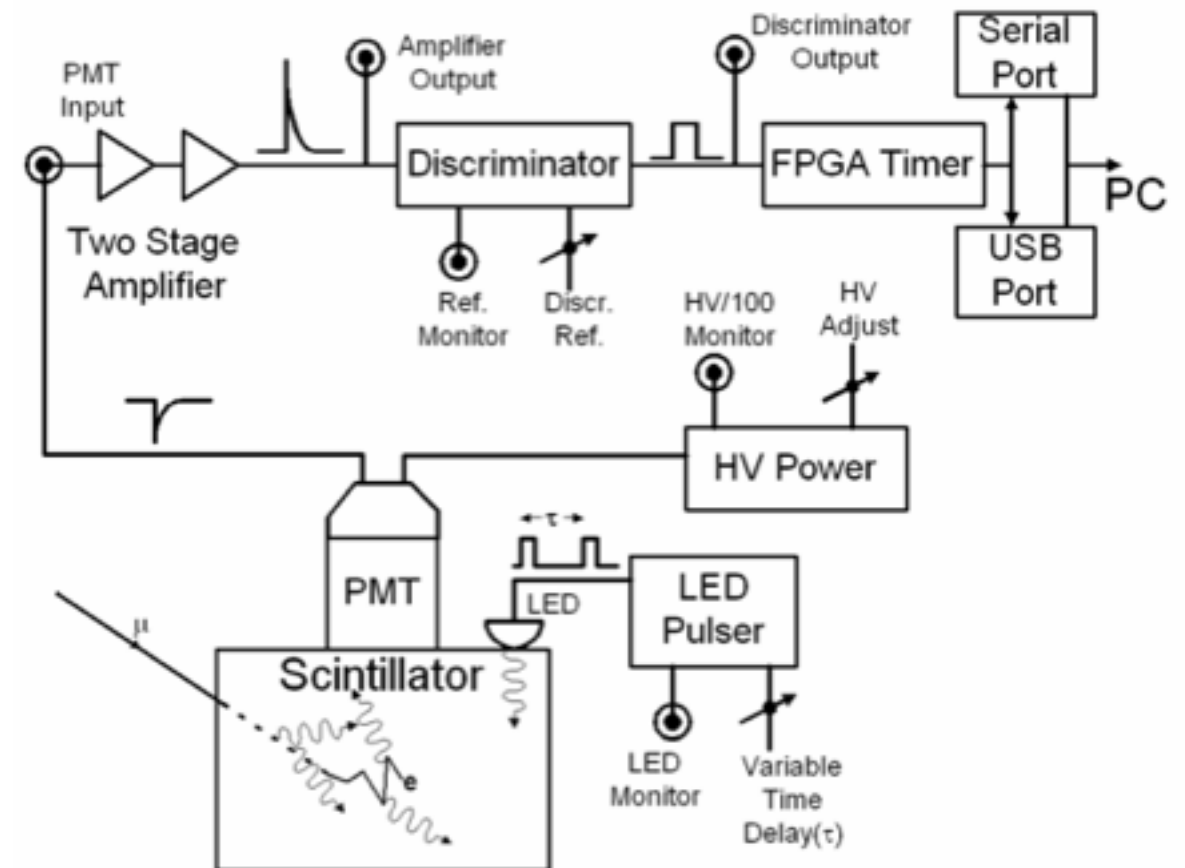 PMT
Input
Amplifier
Output
Discriminator
Output
Serial
Port
Discriminator
FPGA Timer
PC
Two Stage
Amplifier
Ref.
Monitor
Discr.
Ref.
USB
Port
HV/100
Monitor
HV
Adjust
HV Power
τ
PMT
LED
LED
Pulser
μ
Scintillator
e
LED
Monitor
Variable
Time
Delay(τ)